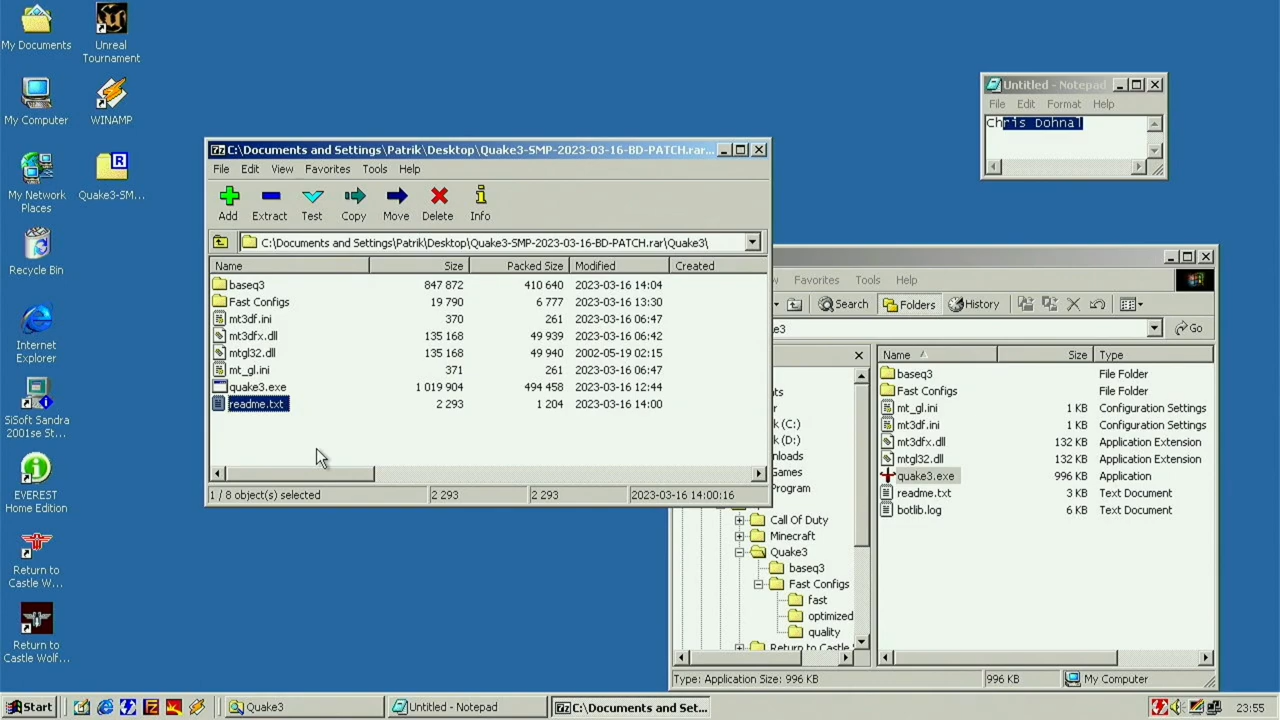 My Documents
Unreal
Tournament
My Computer
WINAMP
My Network
Places
Quake3-SM...
Recycle Bin
Internet
Explorer
SiSoft Sandra
2001se St...
EVEREST
Home Edition
Return to
Castle W...
Return to
Castle Wolf...
Untitled - Notepad
File Edit Format Help
Chris Dohnal
7z C:\Documents and Settings\Patrik\Desktop\Quake3-SMP-2023-03-16-BD-PATCH.rar...
File Edit View Favorites Tools Help
Add Extract Test Copy Move Delete Info
C:\Documents and Settings\Patrik\Desktop\Quake3-SMP-2023-03-16-BD-PATCH.rar\Quake3\
Name Size Packed Size Modified Created
baseq3 847 872 410 640 2023-03-16 14:04
Fast Configs 19 790 6 777 2023-03-16 13:30
mt3df.ini 370 261 2023-03-16 06:47
mt3dfx.dll 135 168 49 939 2023-03-16 06:42
mtgl32.dll 135 168 49 940 2002-05-19 02:15
mt_gl.ini 371 261 2023-03-16 06:47
quake3.exe 1 019 904 494 458 2023-03-16 12:44
readme.txt 2 293 1 204 2023-03-16 14:00
1 / 8 object(s) selected 2 293 2 293 2023-03-16 14:00:16
Favorites Tools Help
Search Folders History
e3 Go
k (C:)
k (D:)
nloads
Games
Program
Call Of Duty
Minecraft
Quake3
baseq3
Fast Configs
fast
optimized
quality
Return to Castle
Name Size Type
baseq3 File Folder
Fast Configs File Folder
mt_gl.ini 1 KB Configuration Settings
mt3df.ini 1 KB Configuration Settings
mt3dfx.dll 132 KB Application Extension
mtgl32.dll 132 KB Application Extension
quake3.exe 996 KB Application
readme.txt 3 KB Text Document
botlib.log 6 KB Text Document
Type: Application Size: 996 KB 996 KB My Computer
Start Quake3 Untitled - Notepad 7z C:\Documents and Set... 23:55